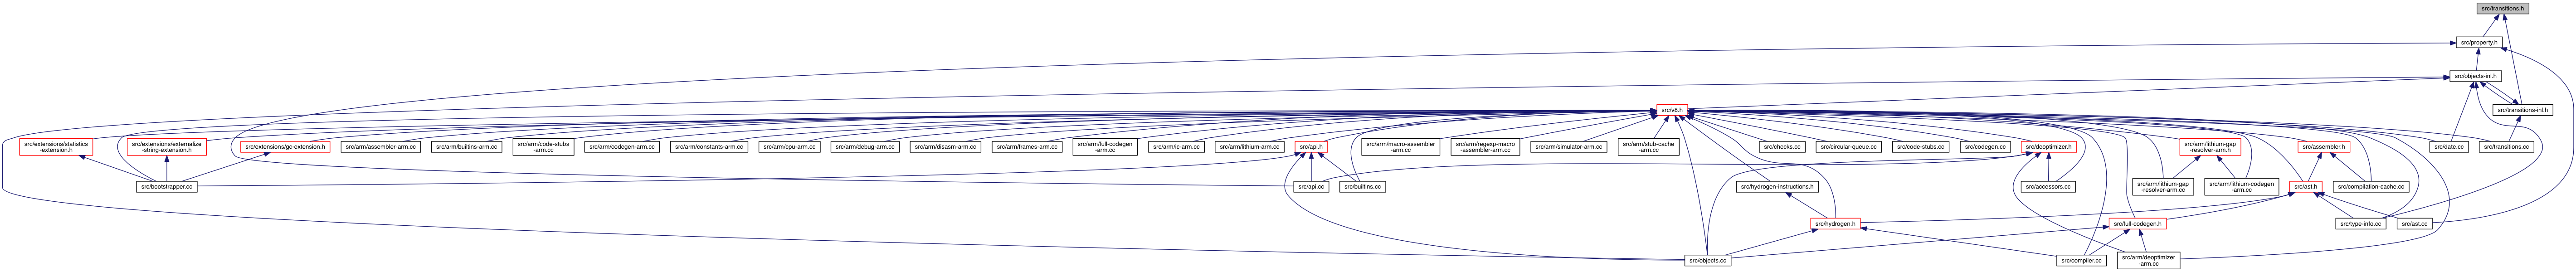 src/transitions.h
src/property.h
src/objects-inl.h
src/v8.h
src/transitions-inl.h
src/extensions/statistics
-extension.h
src/extensions/externalize
-string-extension.h
src/extensions/gc-extension.h
src/arm/assembler-arm.cc
src/arm/builtins-arm.cc
src/arm/code-stubs
-arm.cc
src/arm/codegen-arm.cc
src/arm/constants-arm.cc
src/arm/cpu-arm.cc
src/arm/debug-arm.cc
src/arm/disasm-arm.cc
src/arm/frames-arm.cc
src/arm/full-codegen
-arm.cc
src/arm/ic-arm.cc
src/arm/lithium-arm.cc
src/api.h
src/arm/macro-assembler
-arm.cc
src/arm/regexp-macro
-assembler-arm.cc
src/arm/simulator-arm.cc
src/arm/stub-cache
-arm.cc
src/checks.cc
src/circular-queue.cc
src/code-stubs.cc
src/codegen.cc
src/deoptimizer.h
src/arm/lithium-gap
-resolver-arm.h
src/assembler.h
src/date.cc
src/transitions.cc
src/bootstrapper.cc
src/api.cc
src/builtins.cc
src/hydrogen-instructions.h
src/accessors.cc
src/arm/lithium-gap
-resolver-arm.cc
src/arm/lithium-codegen
-arm.cc
src/ast.h
src/compilation-cache.cc
src/hydrogen.h
src/full-codegen.h
src/type-info.cc
src/ast.cc
src/objects.cc
src/compiler.cc
src/arm/deoptimizer
-arm.cc